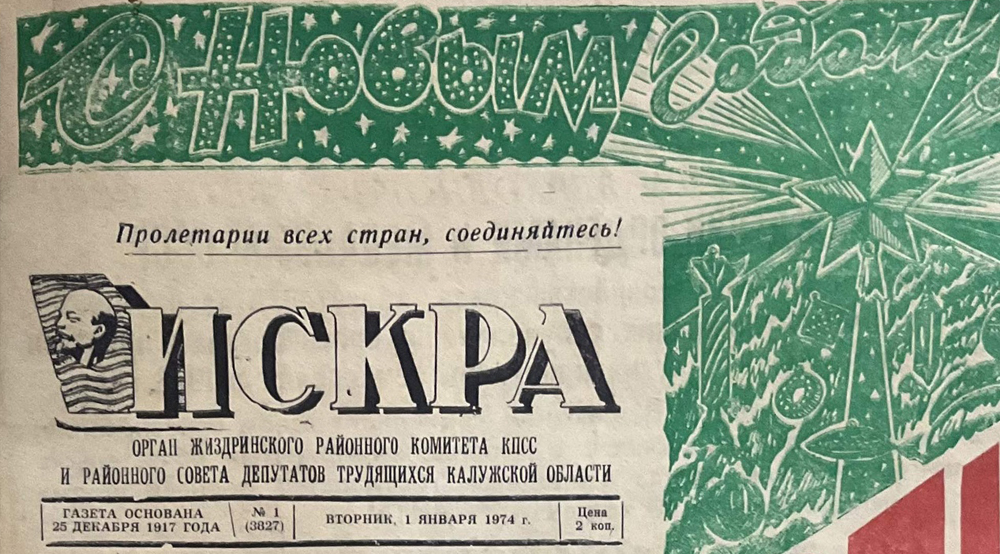 С Новым годом
Пролетарии всех стран, соединяйтесь!
ИСКРА
ОРГАН ЖИЗДРИНСКОГО РАЙОННОГО КОМИТЕТА КПСС
И РАЙОННОГО СОВЕТА ДЕПУТАТОВ ТРУДЯЩИХСЯ КАЛУЖСКОЙ ОБЛАСТИ
ГАЗЕТА ОСНОВАНА
25 ДЕКАБРЯ 1917 ГОДА
№ 1
(3827)
ВТОРНИК, 1 ЯНВАРЯ 1974 г.
Цена
2 коп.